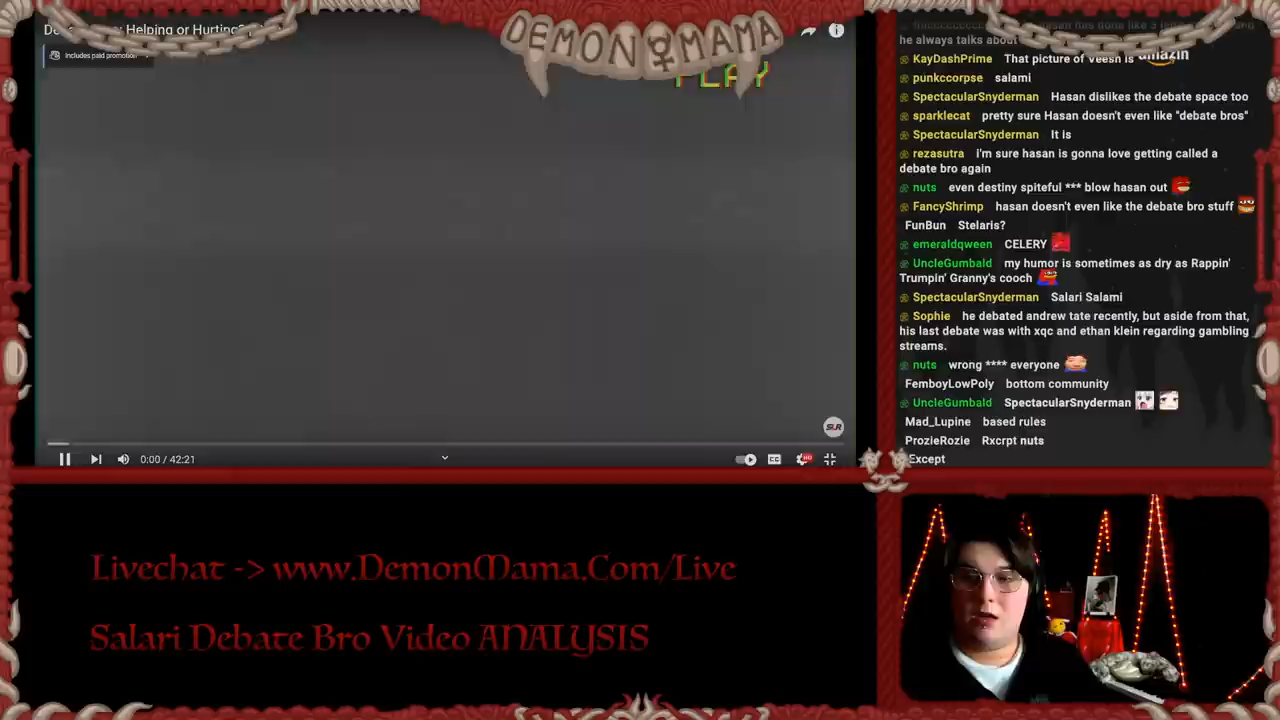 Helping or Hurting?
Includes paid promotion
DEMON MAMA
PLAY
SLR
0:00 / 42:21
CC
HD
he always talks about
KayDashPrime That picture of Veesh is amazin
punkccorpse salami
SpectacularSnyderman Hasan dislikes the debate space too
sparklecat pretty sure Hasan doesn't even like "debate bros"
SpectacularSnyderman It is
rezasutra i'm sure hasan is gonna love getting called a
debate bro again
nuts even destiny spiteful *** blow hasan out
FancyShrimp hasan doesn't even like the debate bro stuff
FunBun Stelaris?
emeraldqween CELERY
UncleGumbald my humor is sometimes as dry as Rappin'
Trumpin' Granny's cooch
SpectacularSnyderman Salari Salami
Sophie he debated andrew tate recently, but aside from that,
his last debate was with xqc and ethan klein regarding gambling
streams.
nuts wrong **** everyone
FemboyLowPoly bottom community
UncleGumbald SpectacularSnyderman
Mad_Lupine based rules
ProzieRozie Rxcrpt nuts
Except
Livechat -> www.DemonMama.Com/Live
Salari Debate Bro Video ANALYSIS